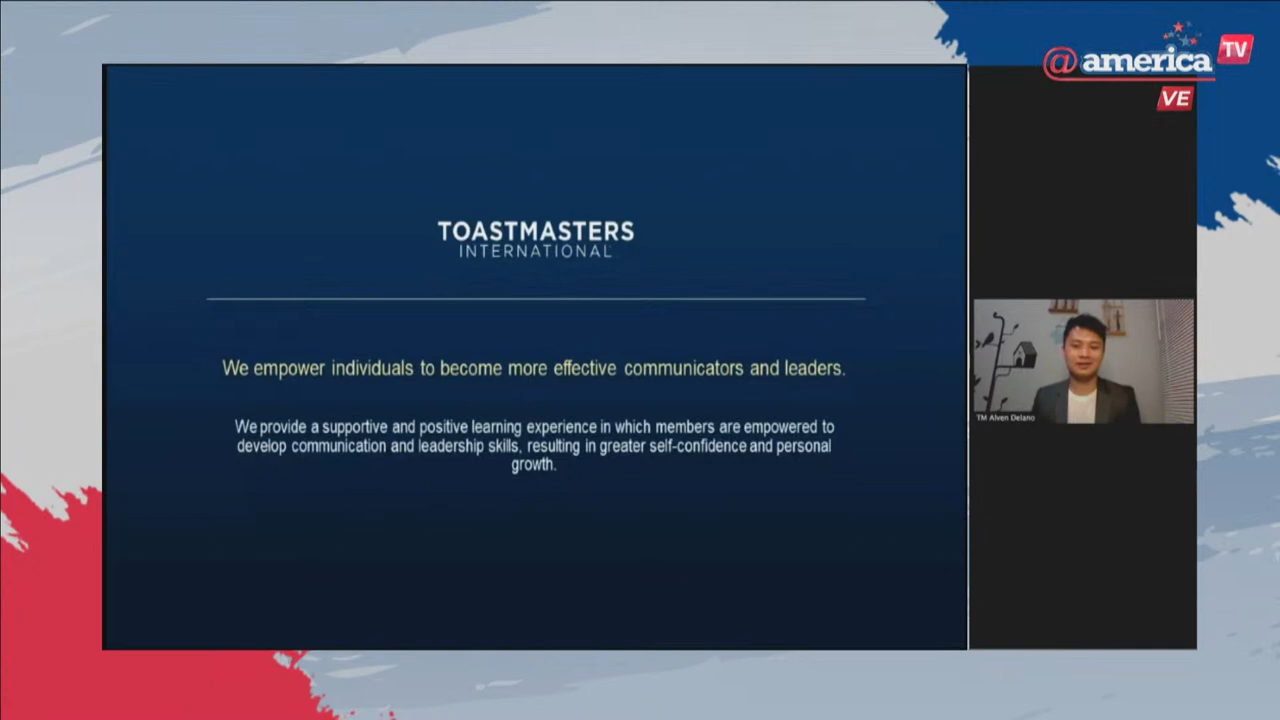 @america TV
VE
TOASTMASTERS
INTERNATIONAL
We empower individuals to become more effective communicators and leaders.
We provide a supportive and positive learning experience in which members are empowered to
develop communication and leadership skills, resulting in greater self-confidence and personal
growth.
TM Alven Delano